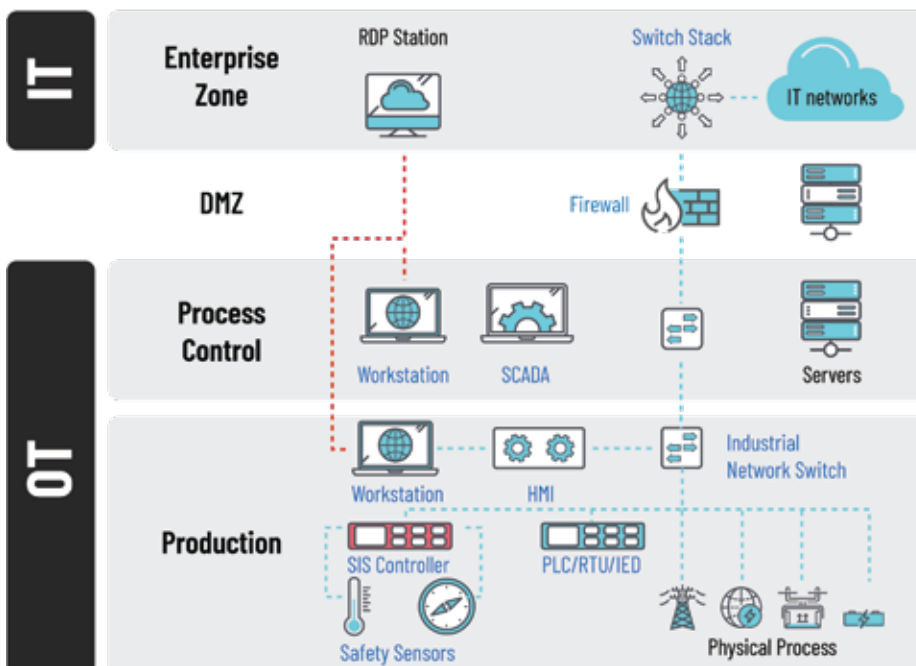 IT
Enterprise
Zone
RDP Station
Switch Stack
IT networks
DMZ
Firewall
OT
Process
Control
Workstation
SCADA
Servers
Production
Workstation
HMI
Industrial
Network Switch
SIS Controller
PLC/RTU/IED
Safety Sensors
Physical Process